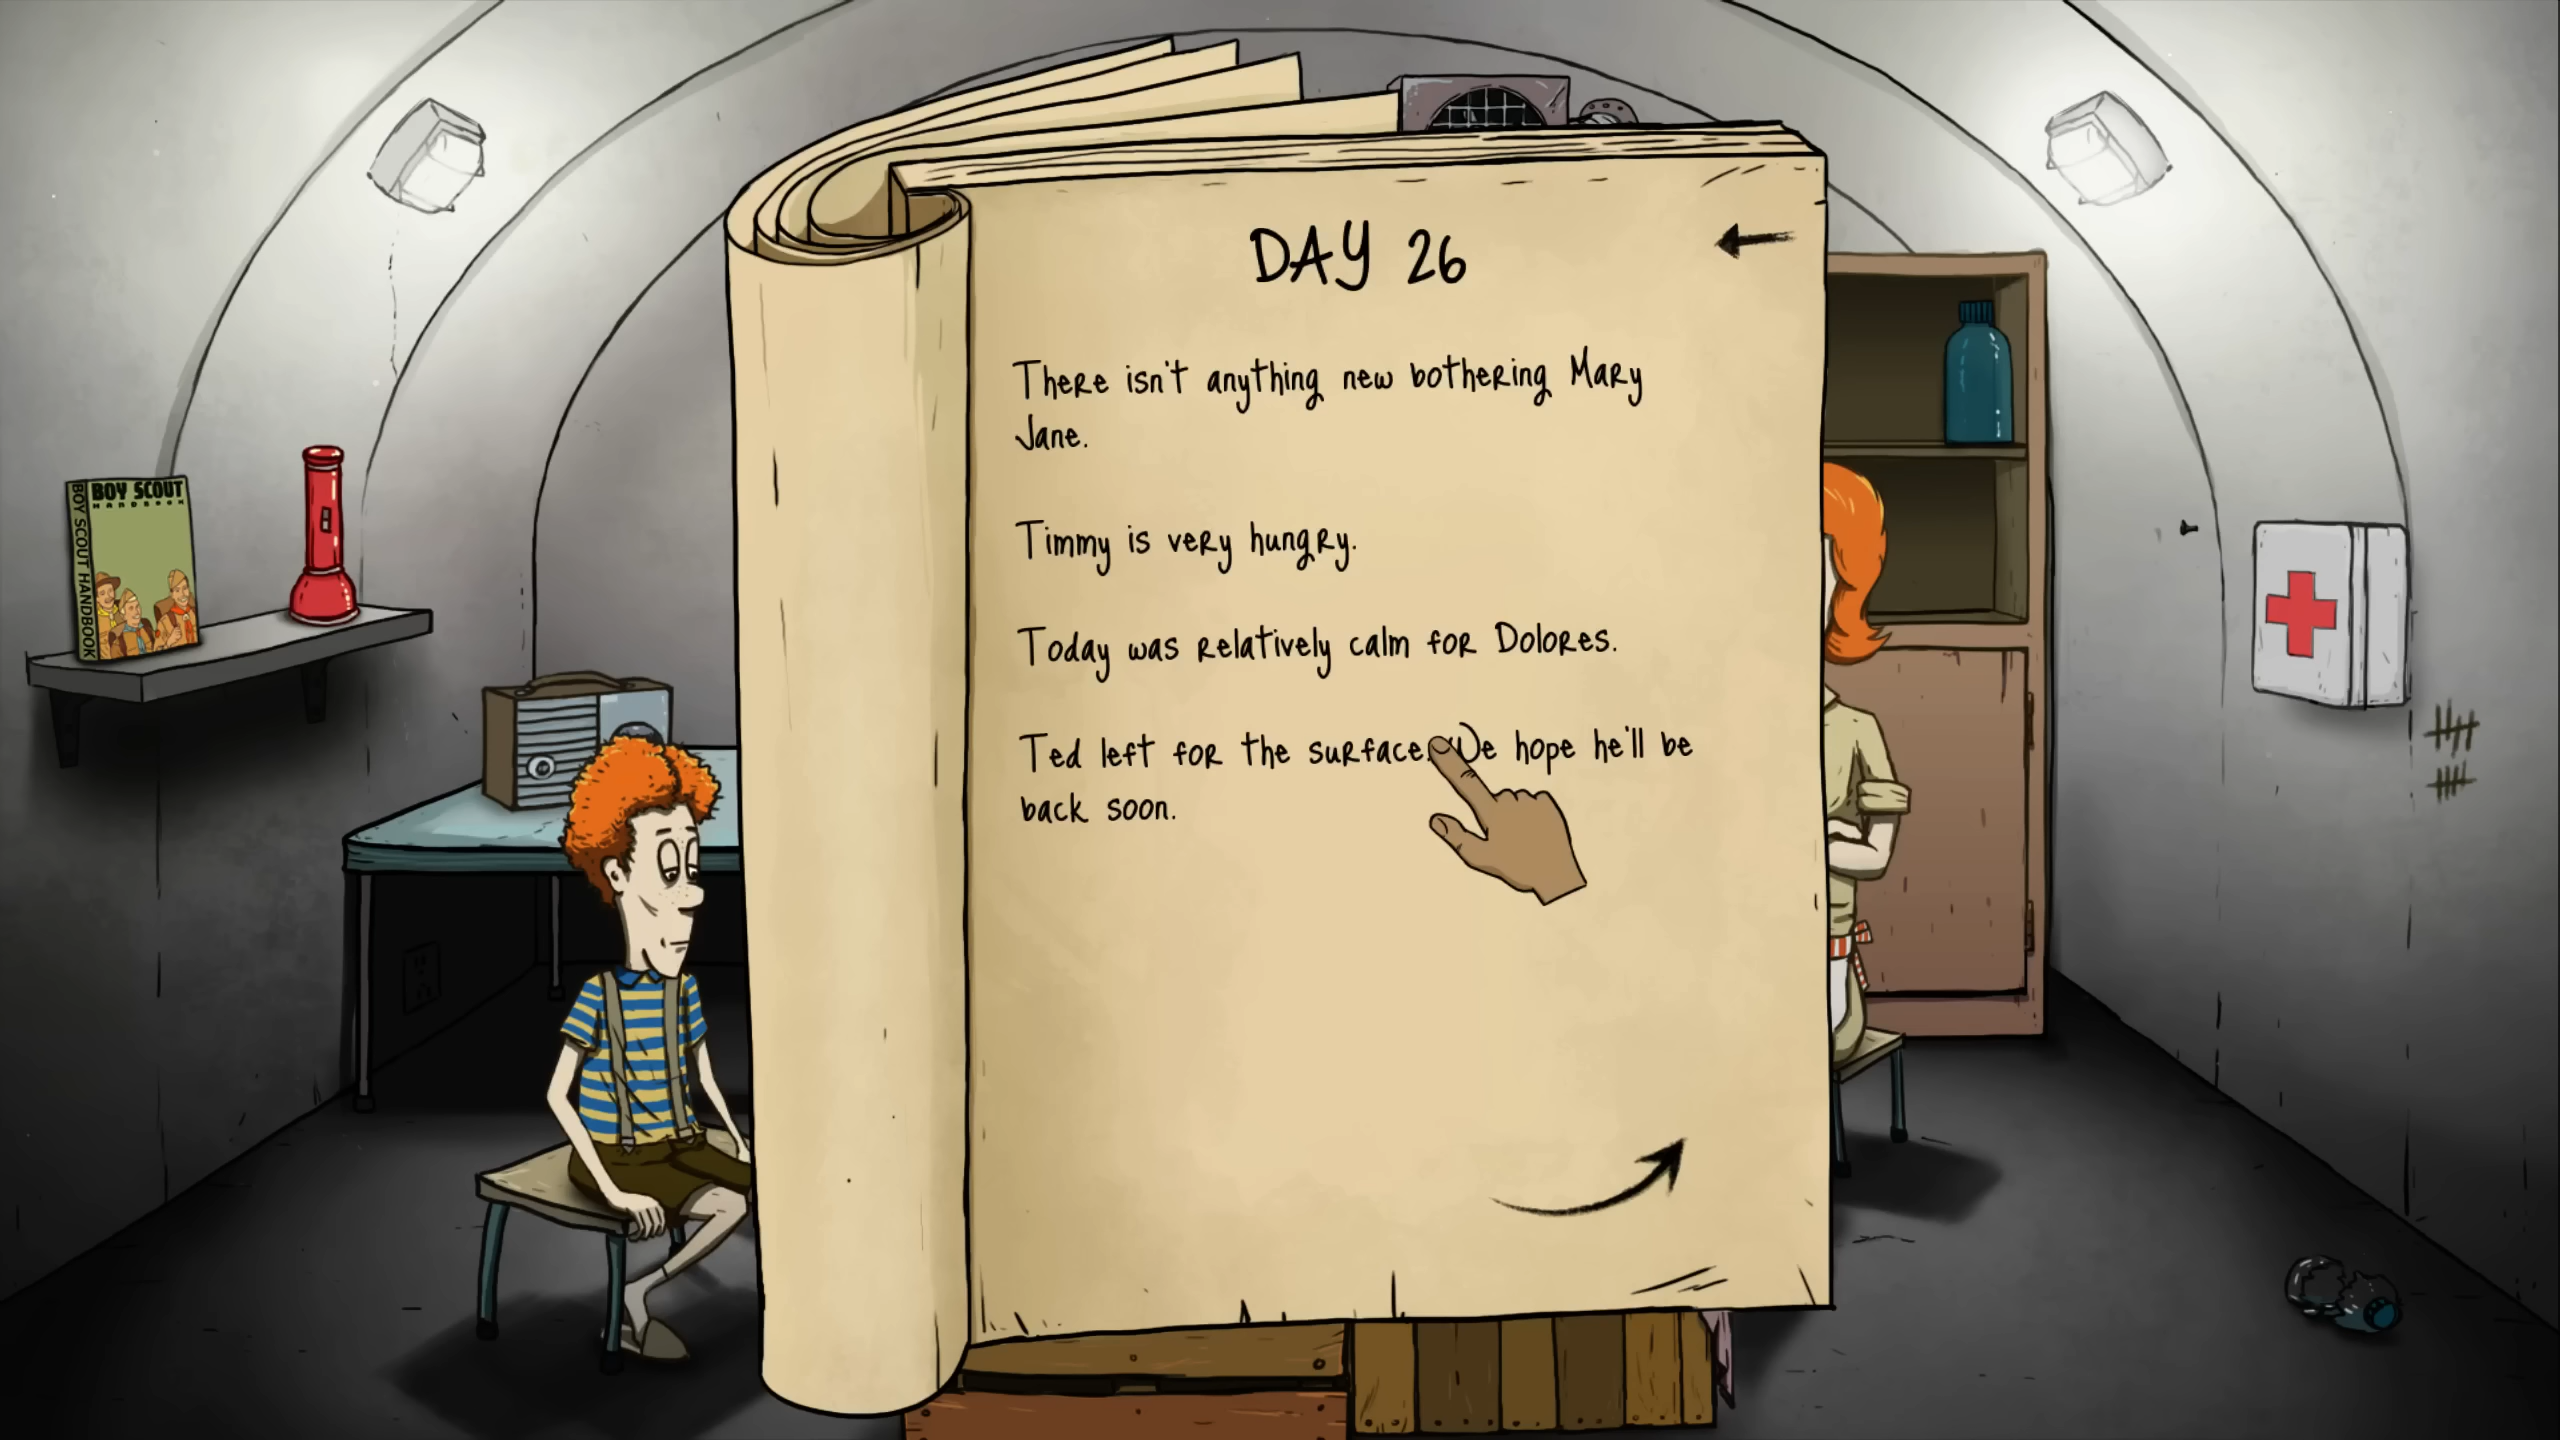 DAY 26
There isn't anything new bothering Mary
Jane.
Timmy is very hungry.
Today was relatively calm for Dolores.
Ted left for the surface. We hope he'll be
back soon.
BOY SCOUT
HANDBOOK
BOY SCOUT HANDBOOK